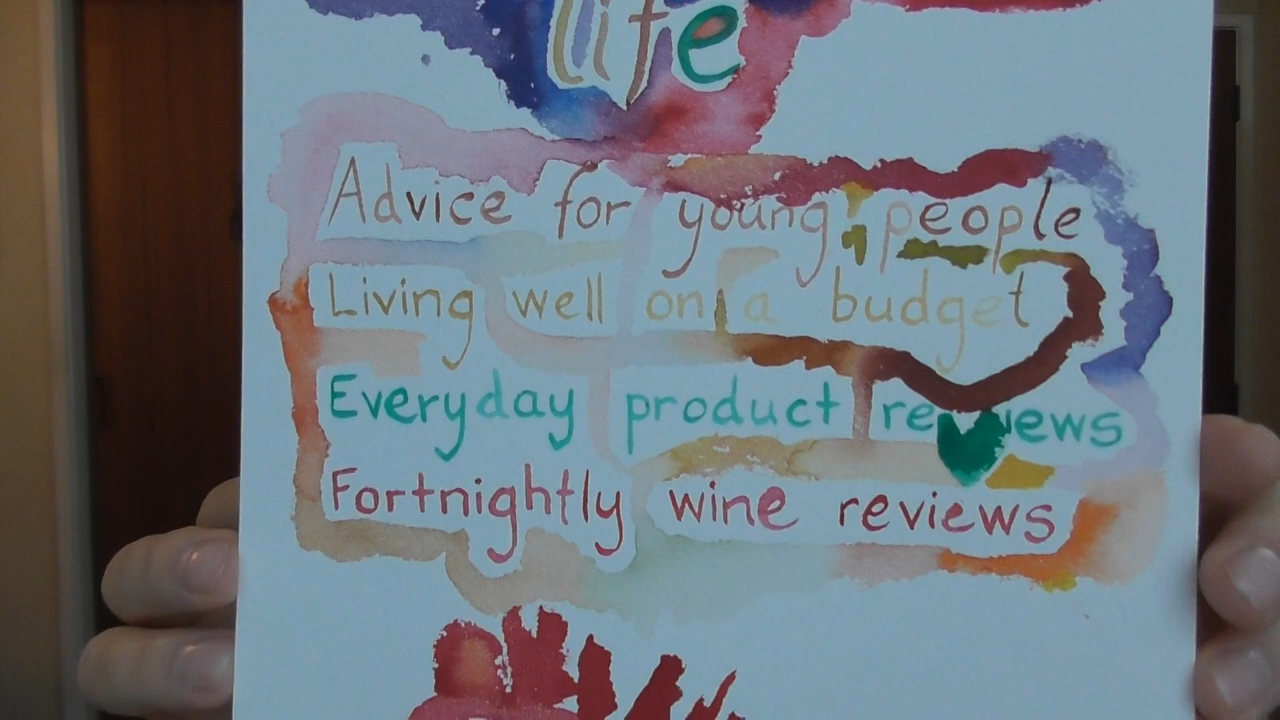 life
Advice for young people
Living well on a budget
Everyday product reviews
Fortnightly wine reviews